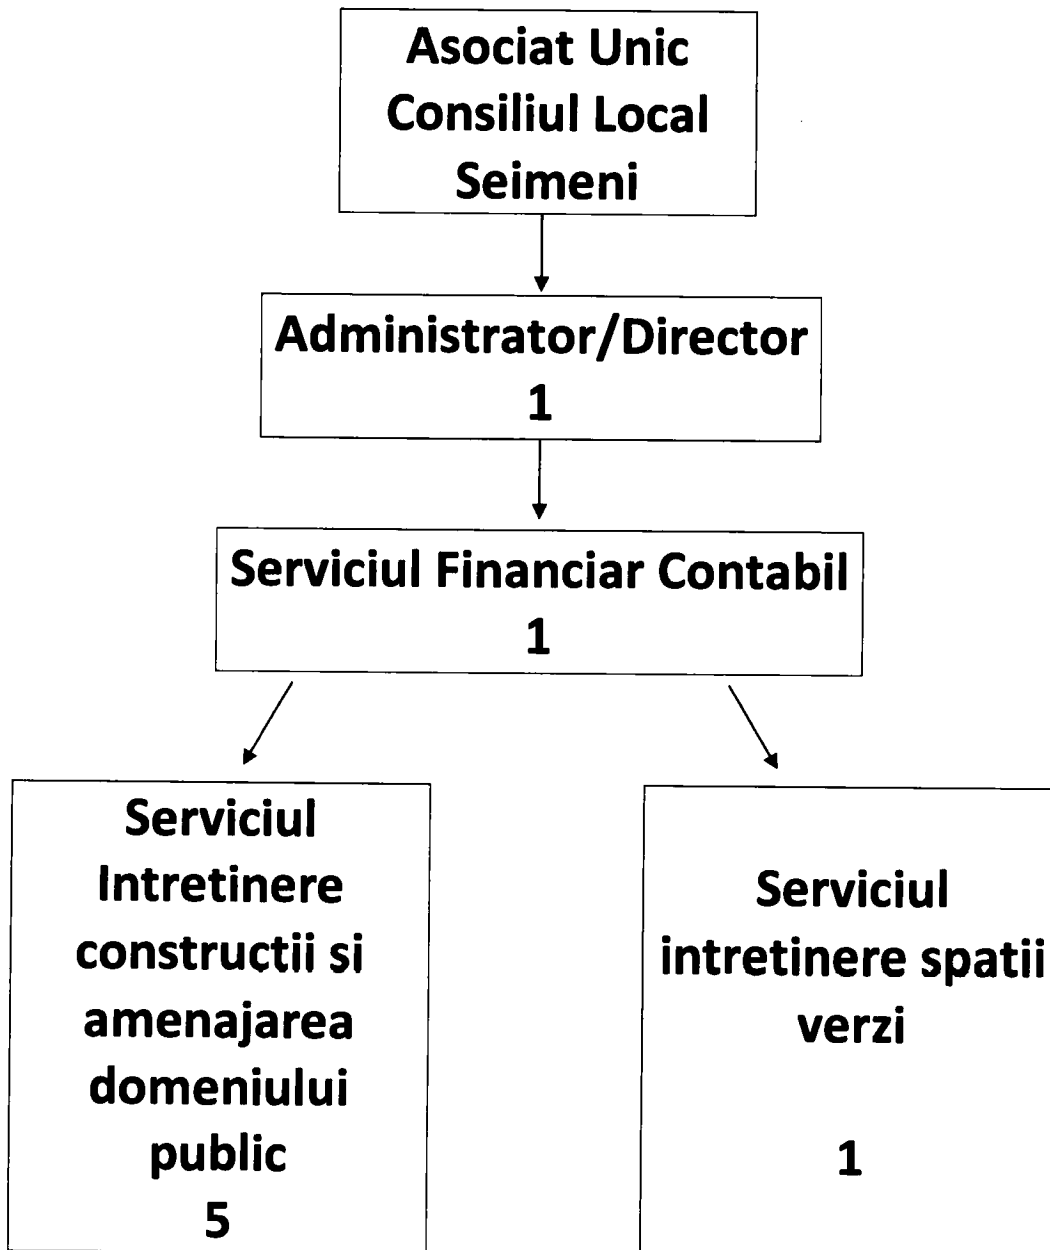 Asociat Unic
Consiliul Local
Seimeni
Administrator/Director
1
Serviciul Financiar Contabil
1
Serviciul
Intretinere
constructii si
amenajarea
domeniului
public
5
Serviciul
intretinere spatii
verzi
1